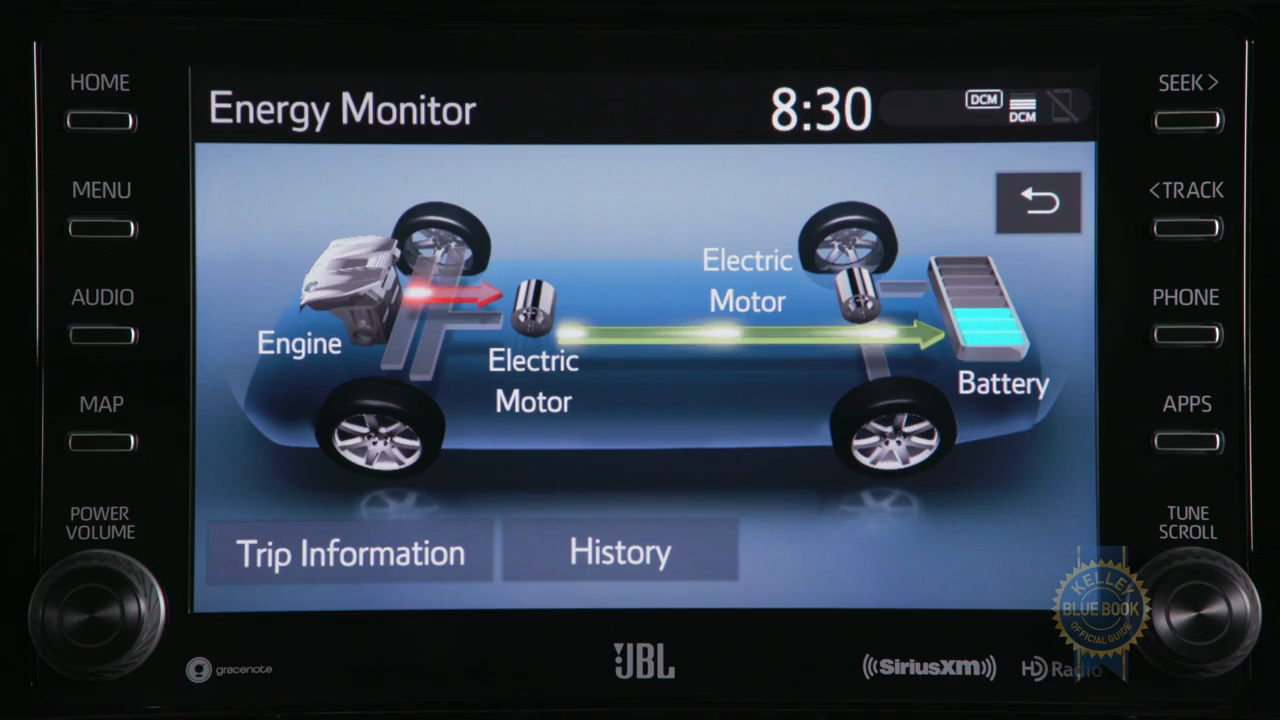 HOME
MENU
AUDIO
MAP
POWER
VOLUME
Energy Monitor
8:30
DCM
DCM
Engine
Electric
Motor
Electric
Motor
Battery
Trip Information
History
SEEK>
<TRACK
PHONE
APPS
TUNE
SCROLL
gracenote
JBL
((SiriusXM))
HD Radio
KELLEY
BLUE BOOK
OFFICIAL GUIDE